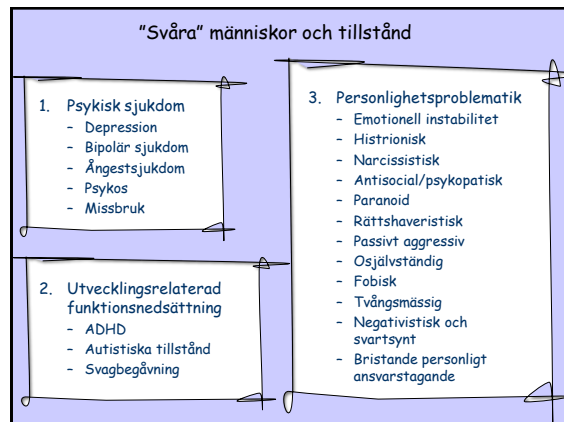 ”Svåra” människor och tillstånd
1. Psykisk sjukdom
– Depression
– Bipolär sjukdom
– Ångestsjukdom
– Psykos
– Missbruk
2. Utvecklingsrelaterad
funktionsnedsättning
– ADHD
– Autistiska tillstånd
– Svagbegåvning
3. Personlighetsproblematik
– Emotionell instabilitet
– Histrionisk
– Narcissistisk
– Antisocial/psykopatisk
– Paranoid
– Rättshaveristisk
– Passivt aggressiv
– Osjälvständig
– Fobisk
– Tvångsmässig
– Negativistisk och
svartsynt
– Bristande personligt
ansvarstagande